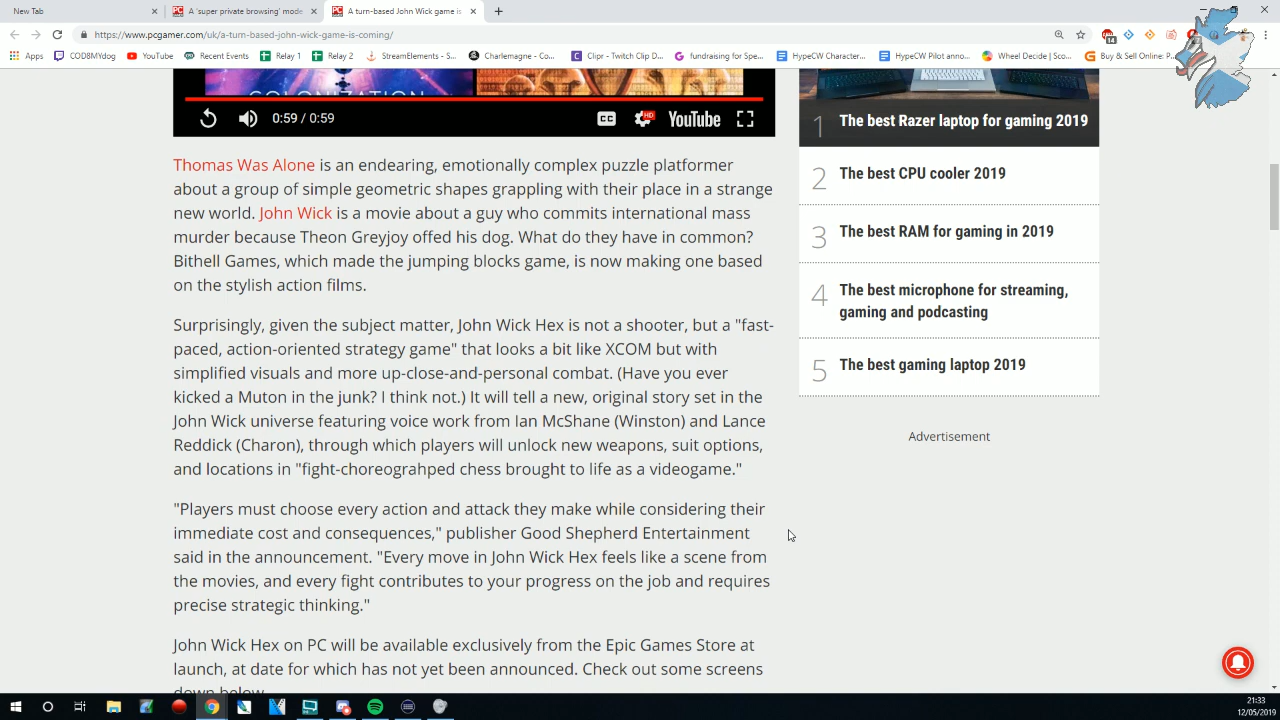 New Tab
A 'super private browsing' mode
A turn-based John Wick game is
https://www.pcgamer.com/uk/a-turn-based-john-wick-game-is-coming/
Apps COD8MYdog YouTube Recent Events Relay 1 Relay 2 StreamElements - S... Charlemagne - Co... Clipr - Twitch Clip D... fundraising for Spe... HypeCW Character... HypeCW Pilot anno... Wheel Decide | Sco... Buy & Sell Online: P...
14
COLONIZATION
0:59 / 0:59
CC
HD
YouTube
Thomas Was Alone is an endearing, emotionally complex puzzle platformer
about a group of simple geometric shapes grappling with their place in a strange
new world. John Wick is a movie about a guy who commits international mass
murder because Theon Greyjoy offed his dog. What do they have in common?
Bithell Games, which made the jumping blocks game, is now making one based
on the stylish action films.
Surprisingly, given the subject matter, John Wick Hex is not a shooter, but a "fast-
paced, action-oriented strategy game" that looks a bit like XCOM but with
simplified visuals and more up-close-and-personal combat. (Have you ever
kicked a Muton in the junk? I think not.) It will tell a new, original story set in the
John Wick universe featuring voice work from Ian McShane (Winston) and Lance
Reddick (Charon), through which players will unlock new weapons, suit options,
and locations in "fight-choreograhped chess brought to life as a videogame."
"Players must choose every action and attack they make while considering their
immediate cost and consequences," publisher Good Shepherd Entertainment
said in the announcement. "Every move in John Wick Hex feels like a scene from
the movies, and every fight contributes to your progress on the job and requires
precise strategic thinking."
John Wick Hex on PC will be available exclusively from the Epic Games Store at
launch, at date for which has not yet been announced. Check out some screens
down below.
1 The best Razer laptop for gaming 2019
2 The best CPU cooler 2019
3 The best RAM for gaming in 2019
4 The best microphone for streaming,
gaming and podcasting
5 The best gaming laptop 2019
Advertisement
21:33
12/05/2019